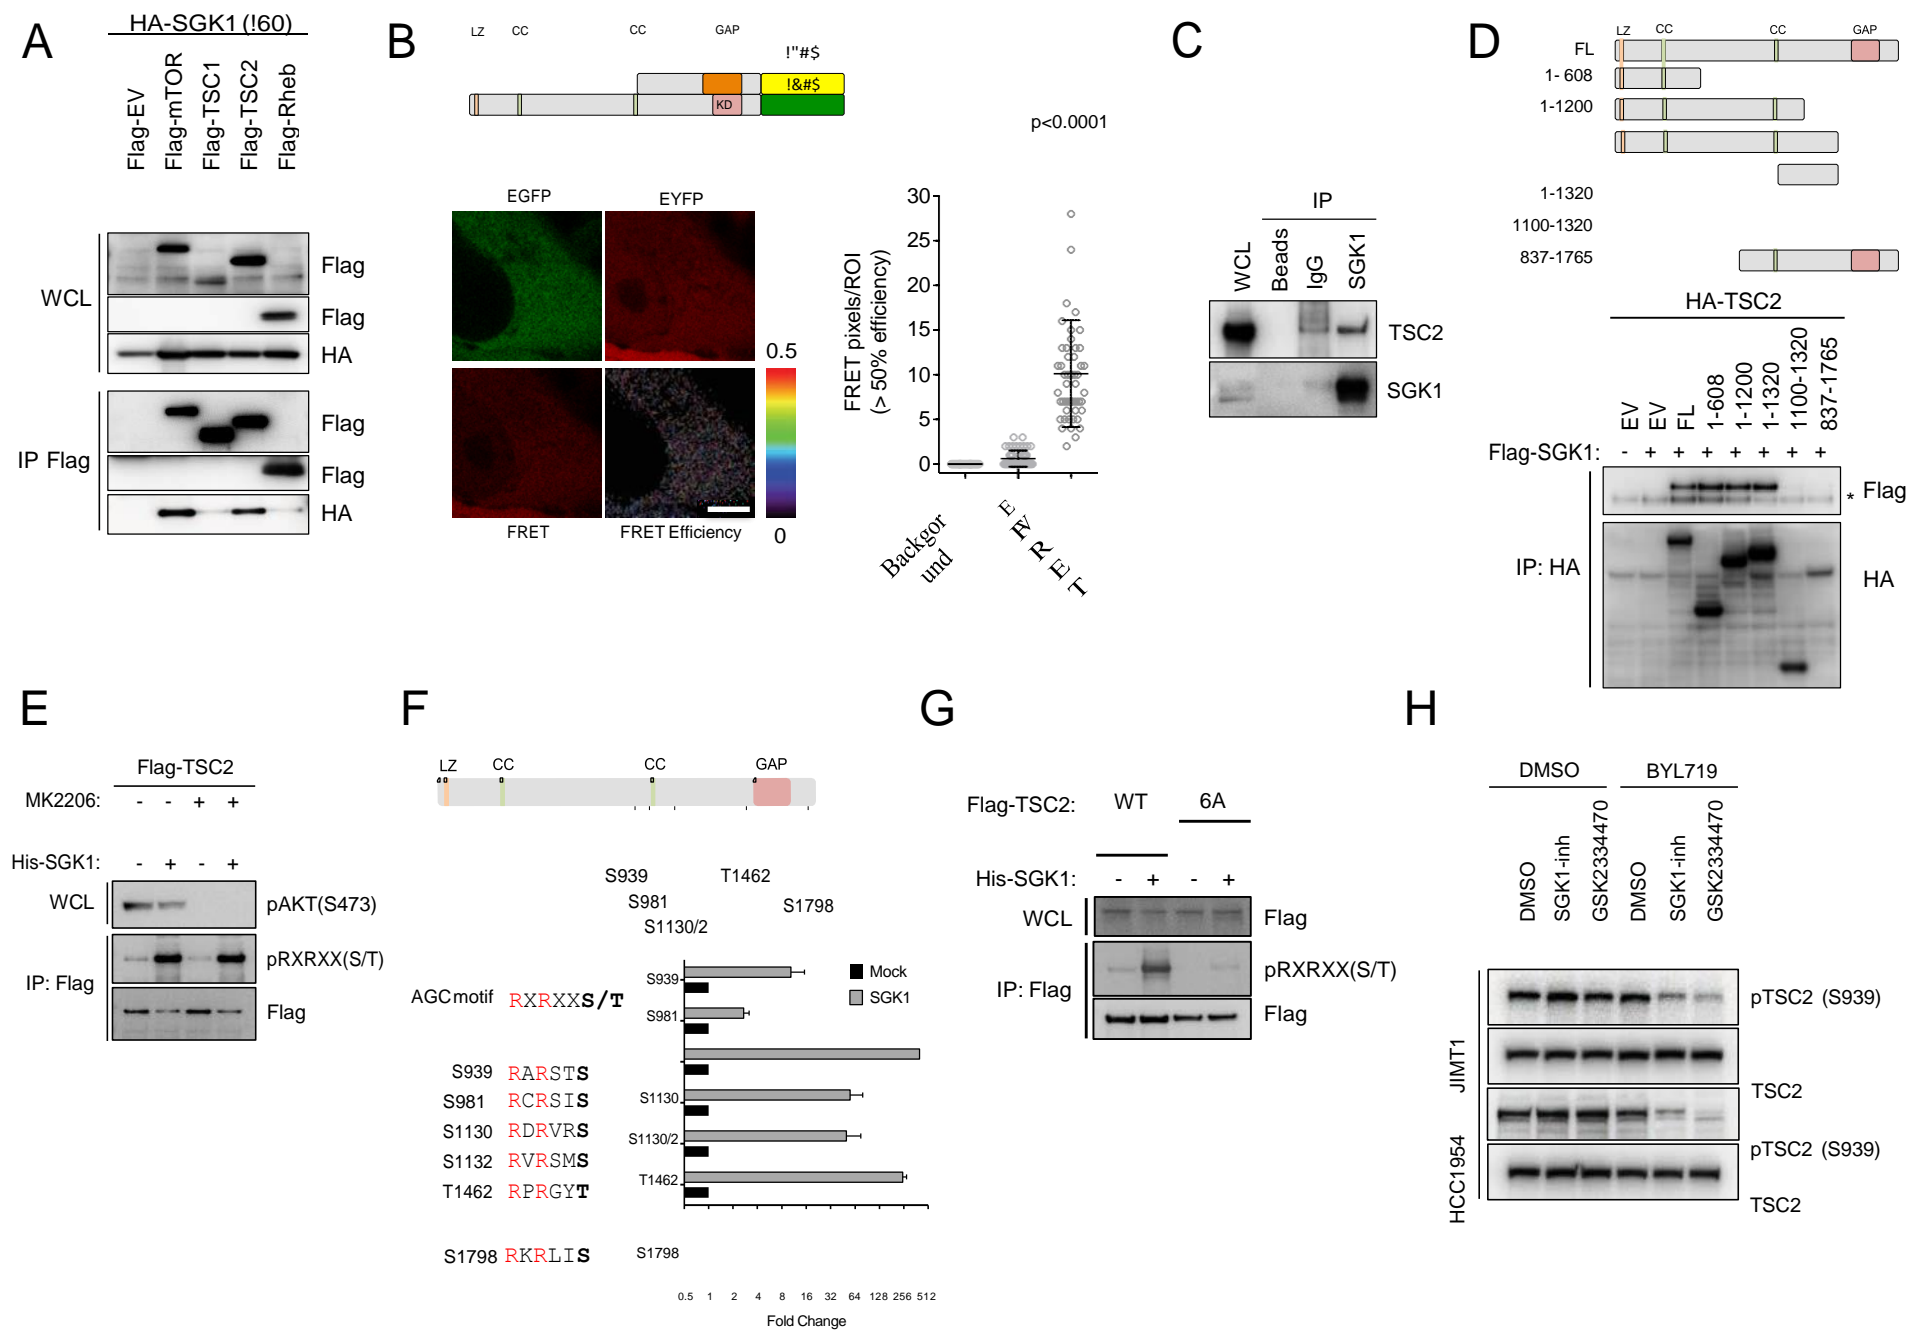 A
HA-SGK1 (!60)
Flag-EV
Flag-mTOR
Flag-TSC1
Flag-TSC2
Flag-Rheb
WCL
Flag
Flag
HA
IP Flag
Flag
Flag
HA
B
LZ CC CC GAP
!"#$
!&#$
KD
p<0.0001
EGFP EYFP
FRET FRET Efficiency
0.5
0
FRET pixels/ROI
(> 50% efficiency)
30
25
20
15
10
5
0
Backgor
und
E
FV
R
E
T
C
IP
WCL
Beads
IgG
SGK1
TSC2
SGK1
D
LZ CC CC GAP
FL
1- 608
1-1200
1-1320
1100-1320
837-1765
HA-TSC2
EV
EV
FL
1-608
1-1200
1-1320
1100-1320
837-1765
Flag-SGK1: - + + + + + + +
* Flag
IP: HA
HA
E
Flag-TSC2
MK2206: - - + +
His-SGK1: - + - +
WCL pAKT(S473)
IP: Flag pRXRXX(S/T)
Flag
F
LZ CC CC GAP
S939 T1462
S981 S1798
S1130/2
AGC motif RXRXXS/T
S939 RARSTS
S981 RCRSIS
S1130 RDRVRS
S1132 RVRSMS
T1462 RPRGYT
S1798 RKRLIS
Mock
SGK1
S939
S981
S1130
S1130/2
T1462
S1798
0.5 1 2 4 8 16 32 64 128 256 512
Fold Change
G
Flag-TSC2: WT 6A
His-SGK1: - + - +
WCL Flag
IP: Flag pRXRXX(S/T)
Flag
H
DMSO BYL719
DMSO
SGK1-inh
GSK2334470
DMSO
SGK1-inh
GSK2334470
JIMT1
pTSC2 (S939)
TSC2
HCC1954
pTSC2 (S939)
TSC2